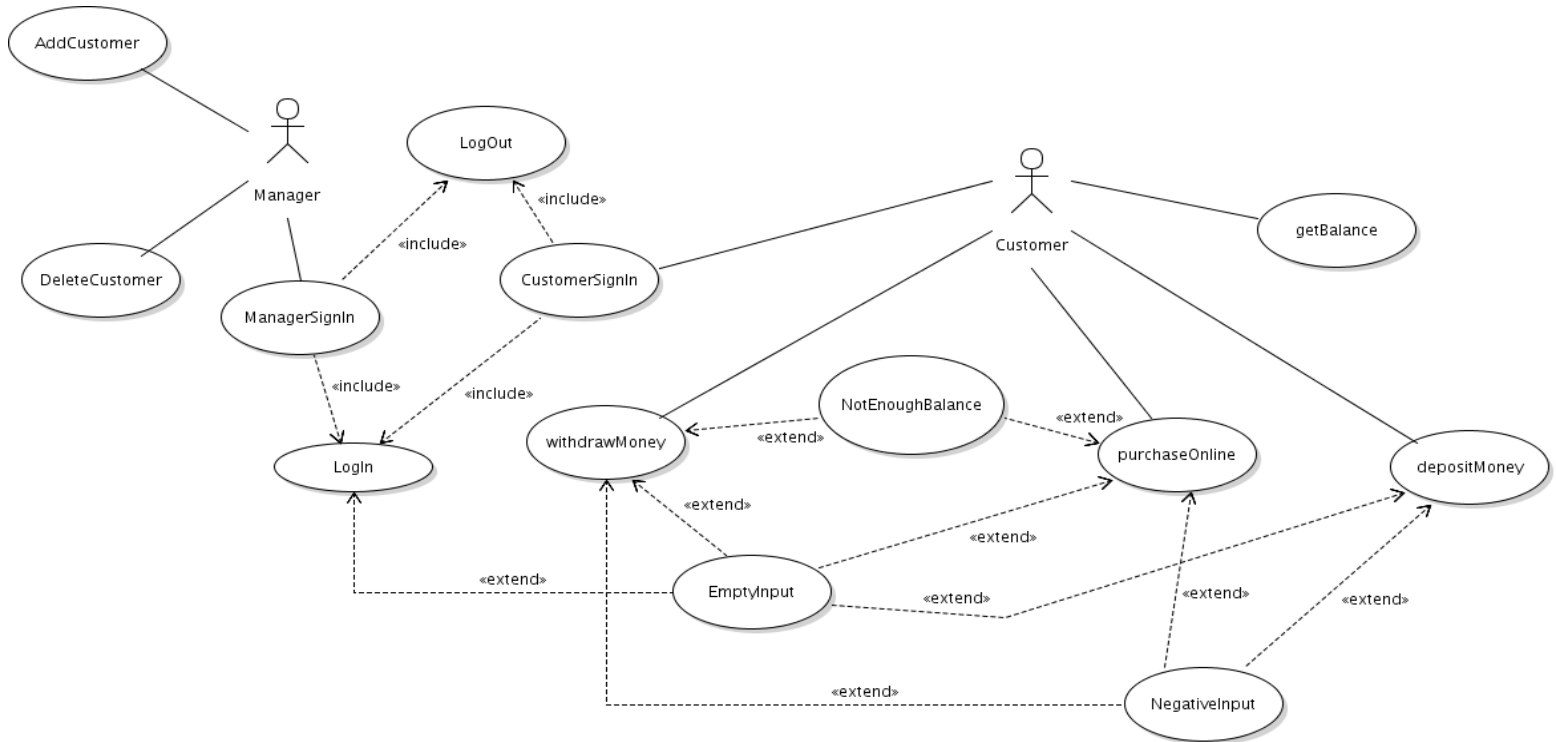 AddCustomer
LogOut
Manager
«include»
«include»
getBalance
Customer
DeleteCustomer
CustomerSignIn
ManagerSignIn
«include»
«include»
NotEnoughBalance
«extend»
«extend»
withdrawMoney
purchaseOnline
depositMoney
LogIn
«extend»
«extend»
«extend»
EmptyInput
«extend»
«extend»
«extend»
«extend»
NegativeInput